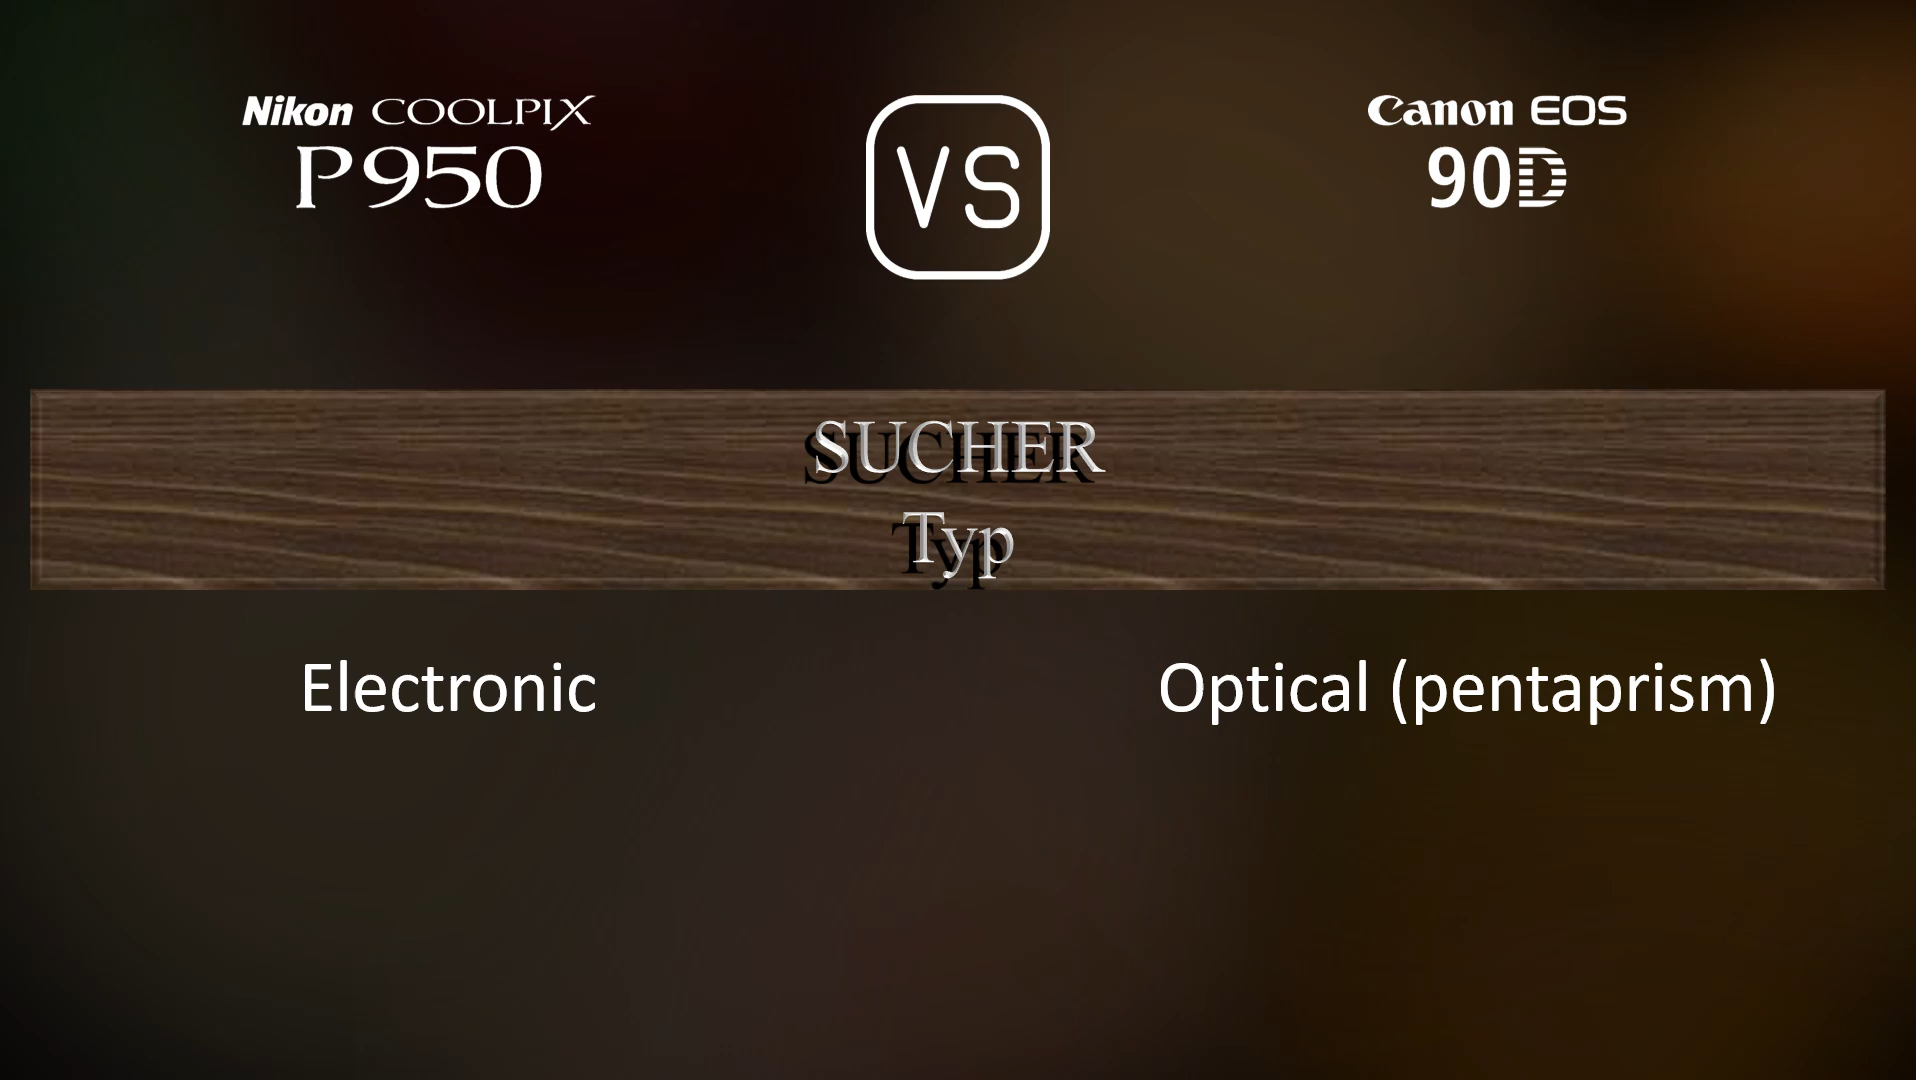 Nikon COOLPIX
P950
VS
Canon EOS
90D
SUCHER
Typ
Electronic
Optical (pentaprism)